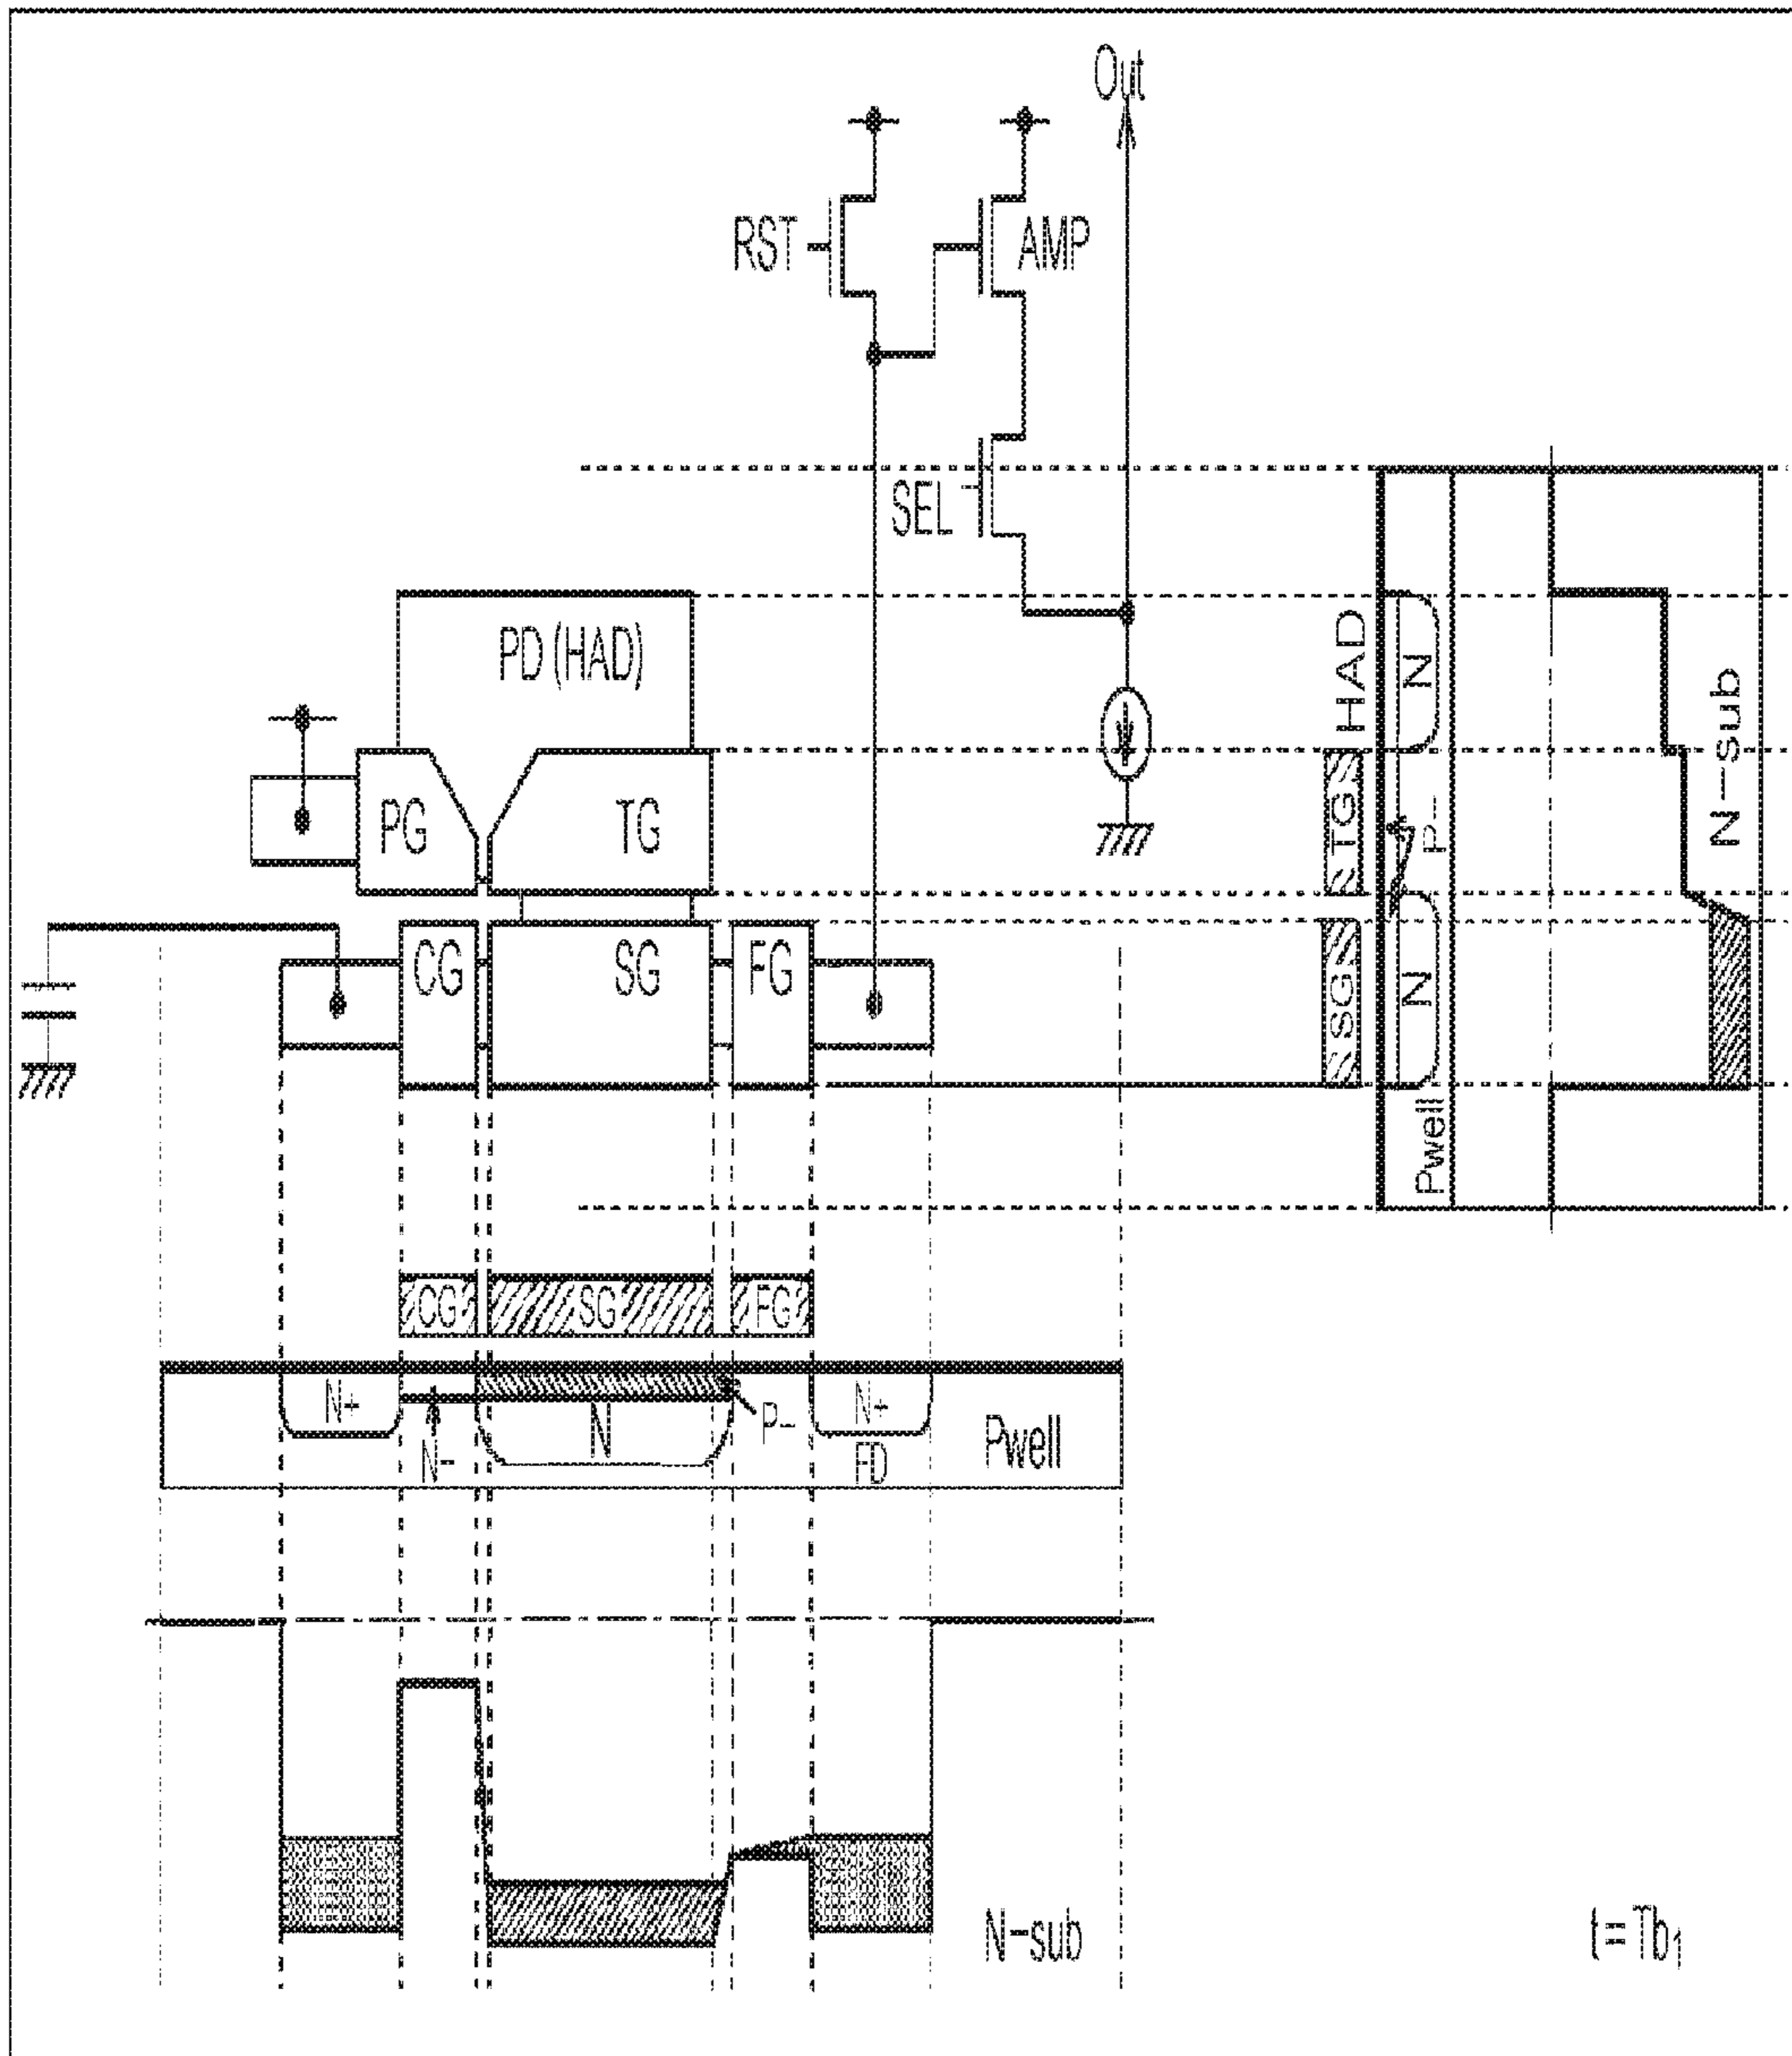 Out
RST
AMP
SEL
PD (HAD)
PG
TG
CG
SG
FG
HAD
TG
SG
N
P-
N
Pwell
N-sub
CG
SG
FG
N+
N-
N
P-
N+
FD
Pwell
N-sub
t=Tb1